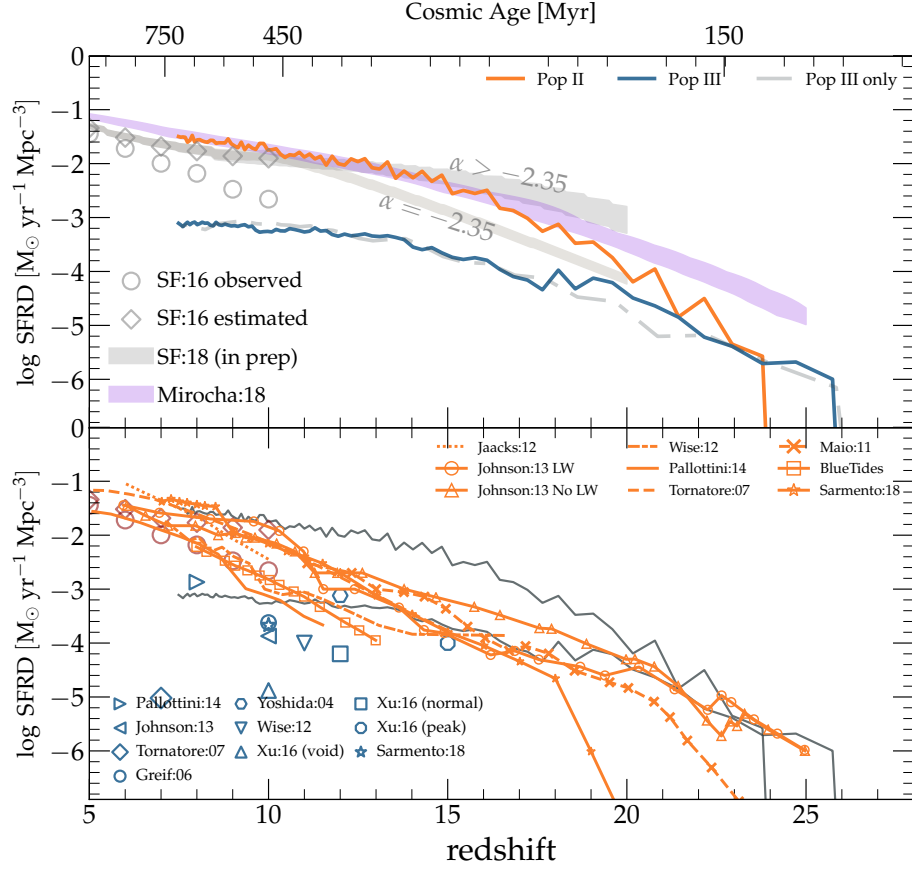 Cosmic Age [Myr]
750 450 150
0
Pop II Pop III Pop III only
−1
−2
−3
−4
−5
−6
0
log SFRD [M⊙ yr−1 Mpc−3]
α > −2.35
α = −2.35
SF:16 observed
SF:16 estimated
SF:18 (in prep)
Mirocha:18
Jaacks:12 Wise:12 Maio:11
Johnson:13 LW Pallottini:14 BlueTides
Johnson:13 No LW Tornatore:07 Sarmento:18
−1
−2
−3
−4
−5
−6
log SFRD [M⊙ yr−1 Mpc−3]
Pallottini:14 Yoshida:04 Xu:16 (normal)
Johnson:13 Wise:12 Xu:16 (peak)
Tornatore:07 Xu:16 (void) Sarmento:18
Greif:06
5 10 15 20 25
redshift